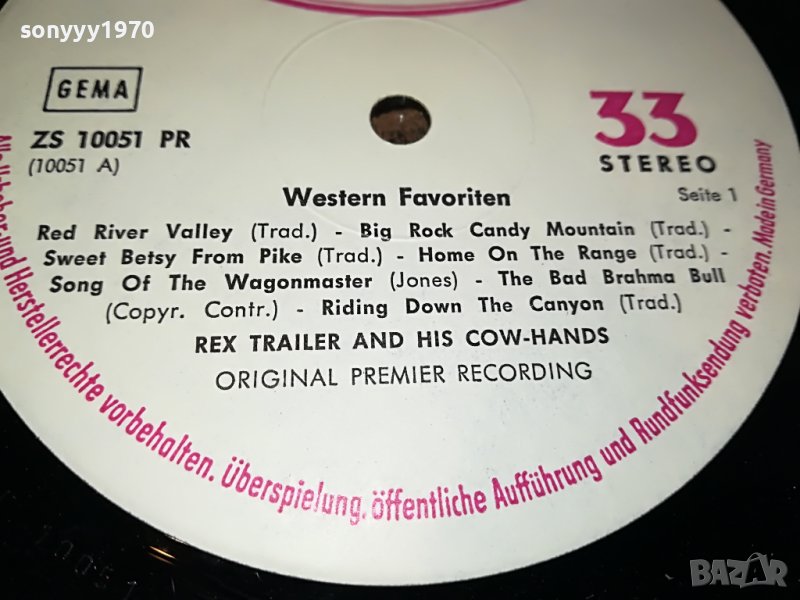 sonyyy1970
GEMA
ZS 10051 PR
(10051 A)
33
STEREO
Western Favoriten
Seite 1
Red River Valley (Trad.) - Big Rock Candy Mountain (Trad.) -
Sweet Betsy From Pike (Trad.) - Home On The Range (Trad.) -
Song Of The Wagonmaster (Jones) - The Bad Brahma Bull
(Copyr. Contr.) - Riding Down The Canyon (Trad.)
REX TRAILER AND HIS COW-HANDS
ORIGINAL PREMIER RECORDING
und Herstellerrechte vorbehalten. Überspielung, öffentliche Aufführung und Rundfunksendung verboten. Made in Germany
BAZAR